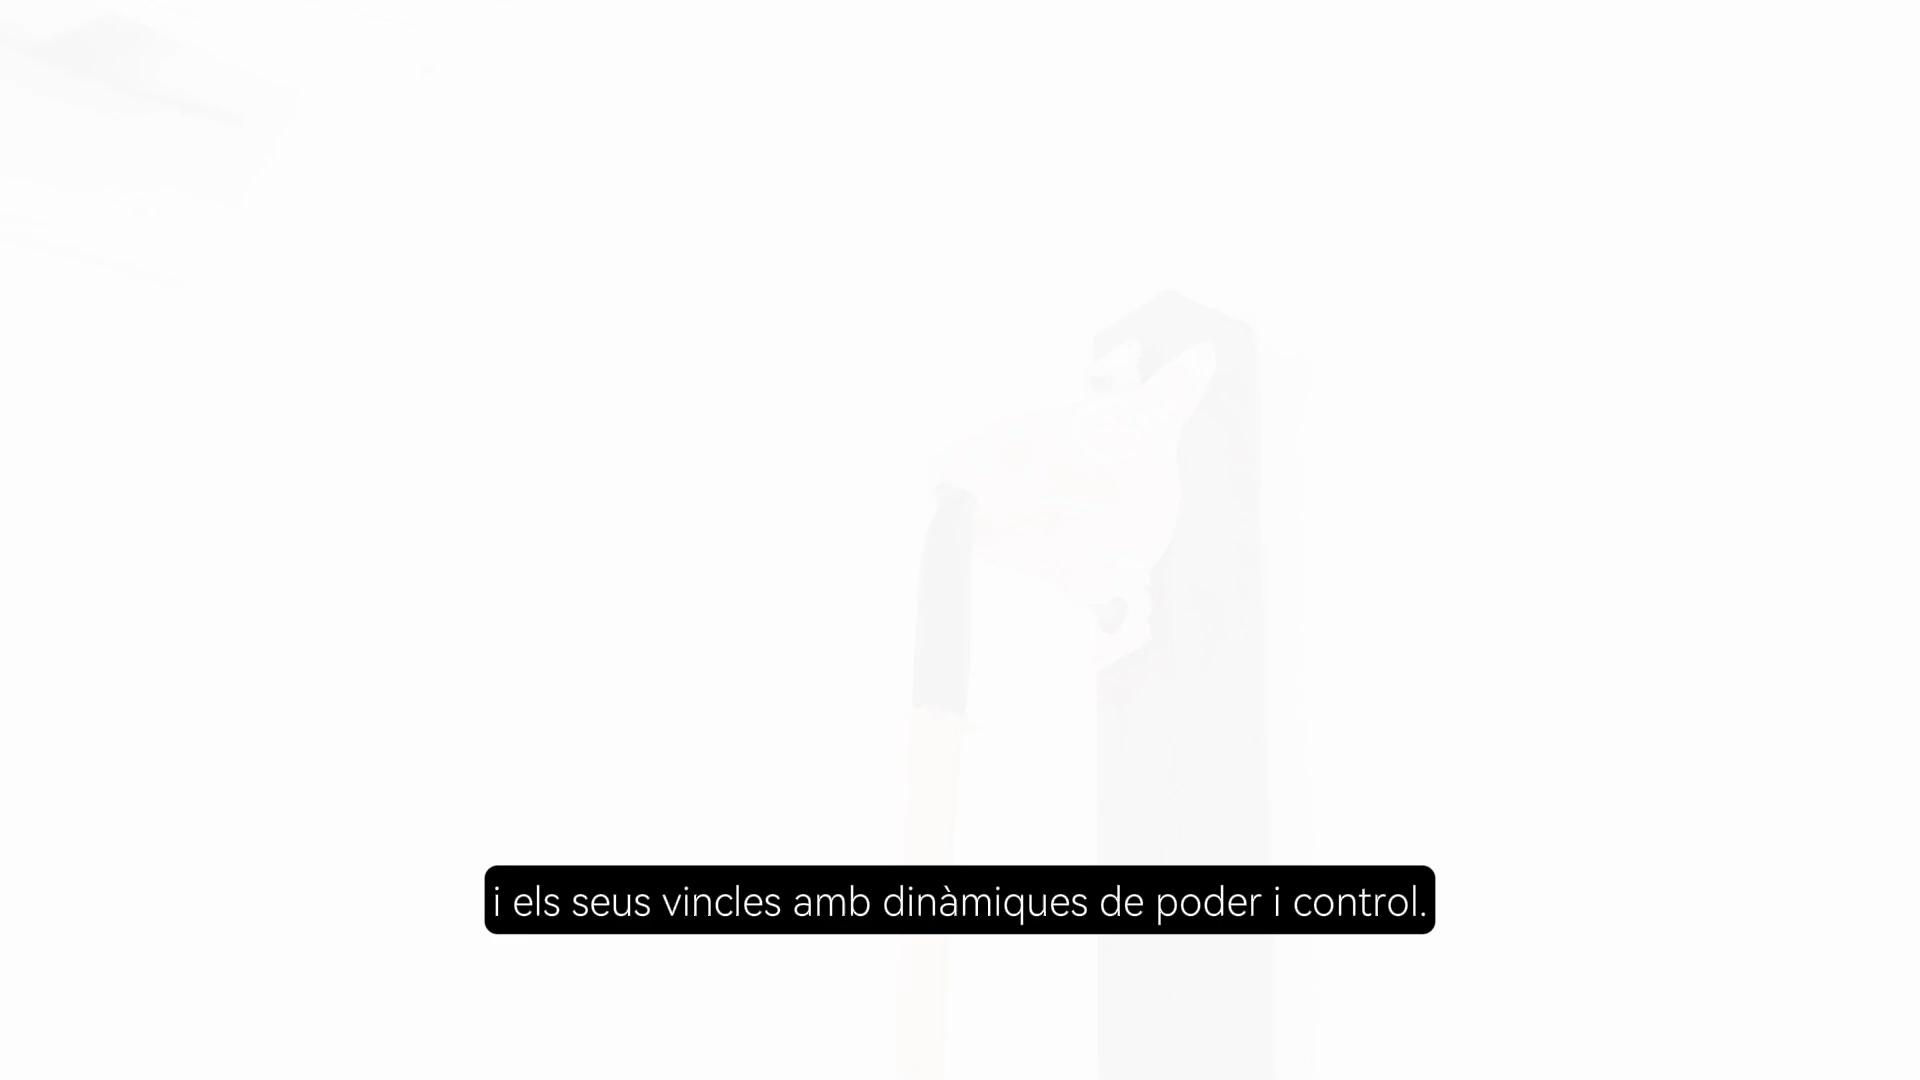 i els seus vincles amb dinàmiques de poder i control.